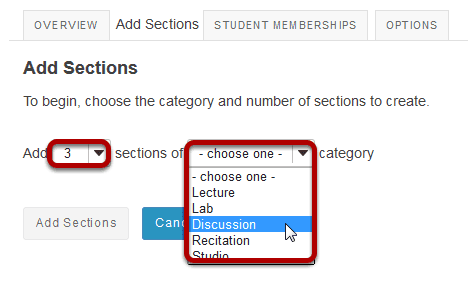 OVERVIEW Add Sections STUDENT MEMBERSHIPS OPTIONS
Add Sections
To begin, choose the category and number of sections to create.
Add 3 sections of - choose one - category
- choose one -
Lecture
Lab
Discussion
Recitation
Studio
Add Sections